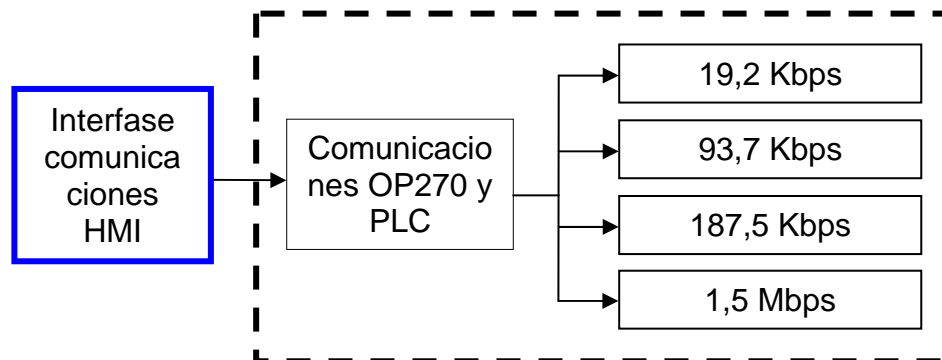 Interfase
comunica
ciones
HMI
Comunicacio
nes OP270 y
PLC
19,2 Kbps
93,7 Kbps
187,5 Kbps
1,5 Mbps